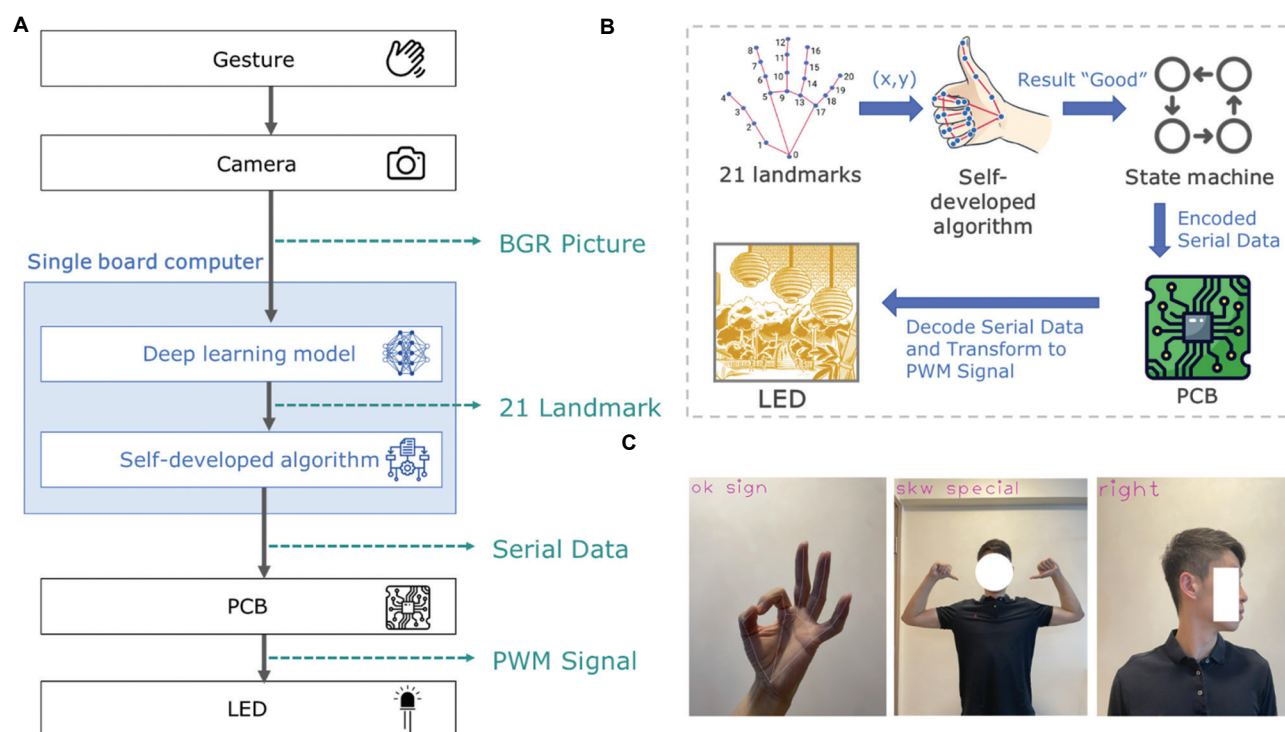 A
Gesture
Camera
BGR Picture
Single board computer
Deep learning model
21 Landmark
Self-developed algorithm
Serial Data
PCB
PWM Signal
LED
B
12
8
16
11
7
15
20
6
10
14
19
4
5
9
13
18
3
17
2
1
0
21 landmarks
(x,y)
Self-
developed
algorithm
Result “Good”
State machine
Encoded
Serial Data
PCB
Decode Serial Data
and Transform to
PWM Signal
LED
C
ok sign
skw special
right